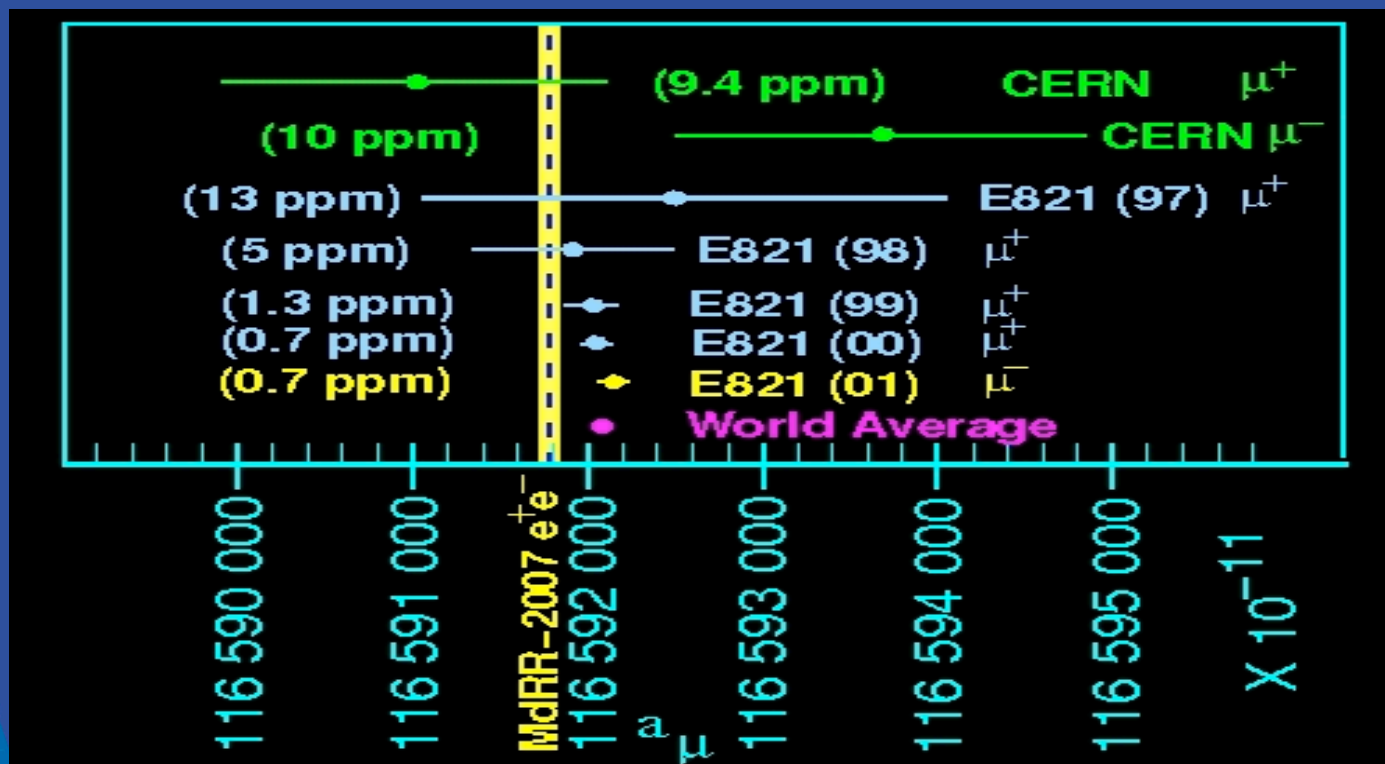 (9.4 ppm) CERN μ+
(10 ppm) CERN μ−
(13 ppm) E821 (97) μ+
(5 ppm) E821 (98) μ+
(1.3 ppm) E821 (99) μ+
(0.7 ppm) E821 (00) μ+
(0.7 ppm) E821 (01) μ−
World Average
116 590 000
116 591 000
MdRR-2007 e+e−
116 592 000
116 593 000
116 594 000
116 595 000
X 10−11
aμ